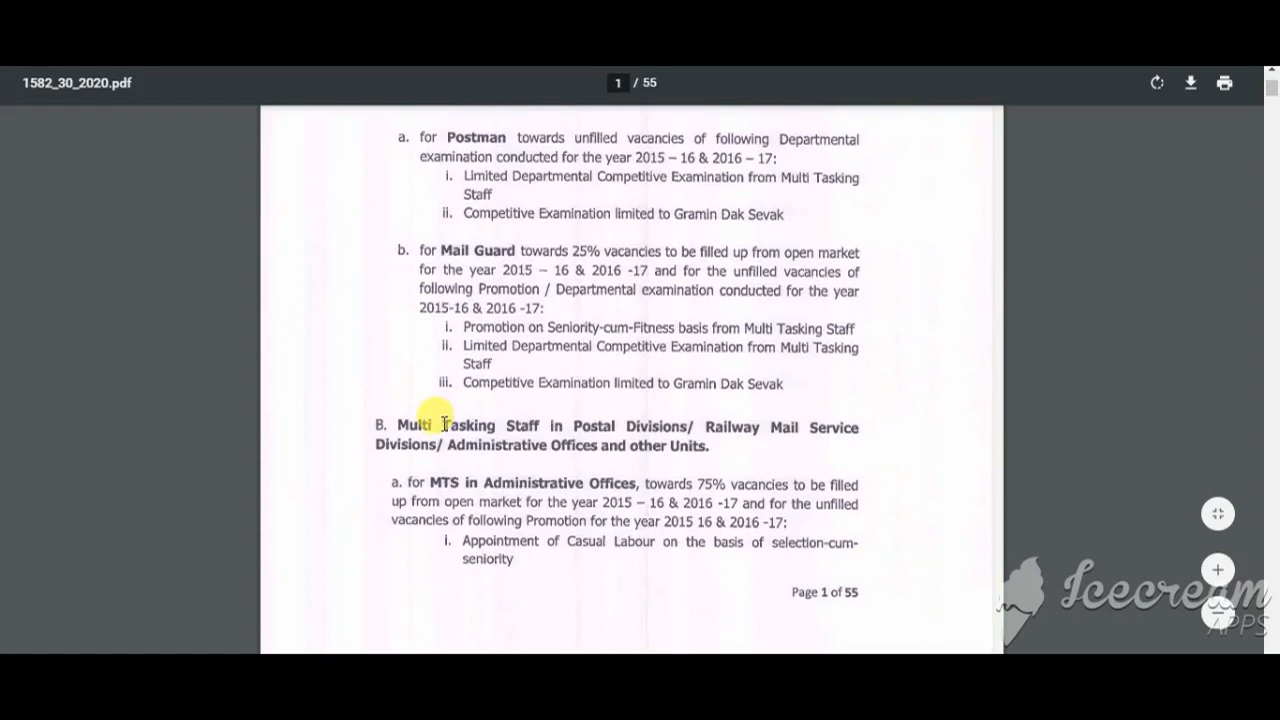 1582_30_2020.pdf
1 / 55
a. for Postman towards unfilled vacancies of following Departmental
examination conducted for the year 2015 – 16 & 2016 – 17:
i. Limited Departmental Competitive Examination from Multi Tasking
Staff
ii. Competitive Examination limited to Gramin Dak Sevak
b. for Mail Guard towards 25% vacancies to be filled up from open market
for the year 2015 – 16 & 2016 -17 and for the unfilled vacancies of
following Promotion / Departmental examination conducted for the year
2015-16 & 2016 -17:
i. Promotion on Seniority-cum-Fitness basis from Multi Tasking Staff
ii. Limited Departmental Competitive Examination from Multi Tasking
Staff
iii. Competitive Examination limited to Gramin Dak Sevak
B. Multi Tasking Staff in Postal Divisions/ Railway Mail Service
Divisions/ Administrative Offices and other Units.
a. for MTS in Administrative Offices, towards 75% vacancies to be filled
up from open market for the year 2015 – 16 & 2016 -17 and for the unfilled
vacancies of following Promotion for the year 2015 16 & 2016 -17:
i. Appointment of Casual Labour on the basis of selection-cum-
seniority
Page 1 of 55
Icecream
APPS